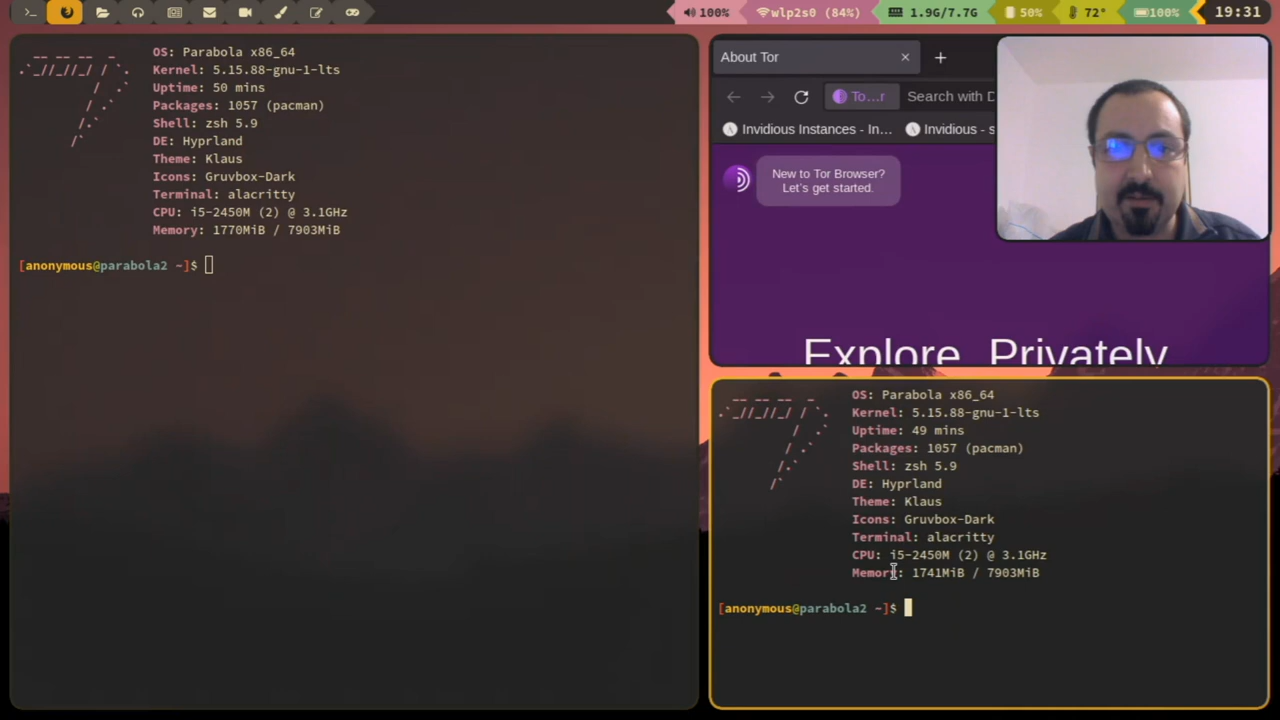 100% wlp2s0 (84%) 1.9G/7.7G 50% 72° 100% 19:31
OS: Parabola x86_64
Kernel: 5.15.88-gnu-1-lts
Uptime: 50 mins
Packages: 1057 (pacman)
Shell: zsh 5.9
DE: Hyprland
Theme: Klaus
Icons: Gruvbox-Dark
Terminal: alacritty
CPU: i5-2450M (2) @ 3.1GHz
Memory: 1770MiB / 7903MiB
[anonymous@parabola2 ~]$
About Tor
To…r Search with D
Invidious Instances - In… Invidious - s
New to Tor Browser?
Let's get started.
Explore. Privately
OS: Parabola x86_64
Kernel: 5.15.88-gnu-1-lts
Uptime: 49 mins
Packages: 1057 (pacman)
Shell: zsh 5.9
DE: Hyprland
Theme: Klaus
Icons: Gruvbox-Dark
Terminal: alacritty
CPU: i5-2450M (2) @ 3.1GHz
Memory: 1741MiB / 7903MiB
[anonymous@parabola2 ~]$